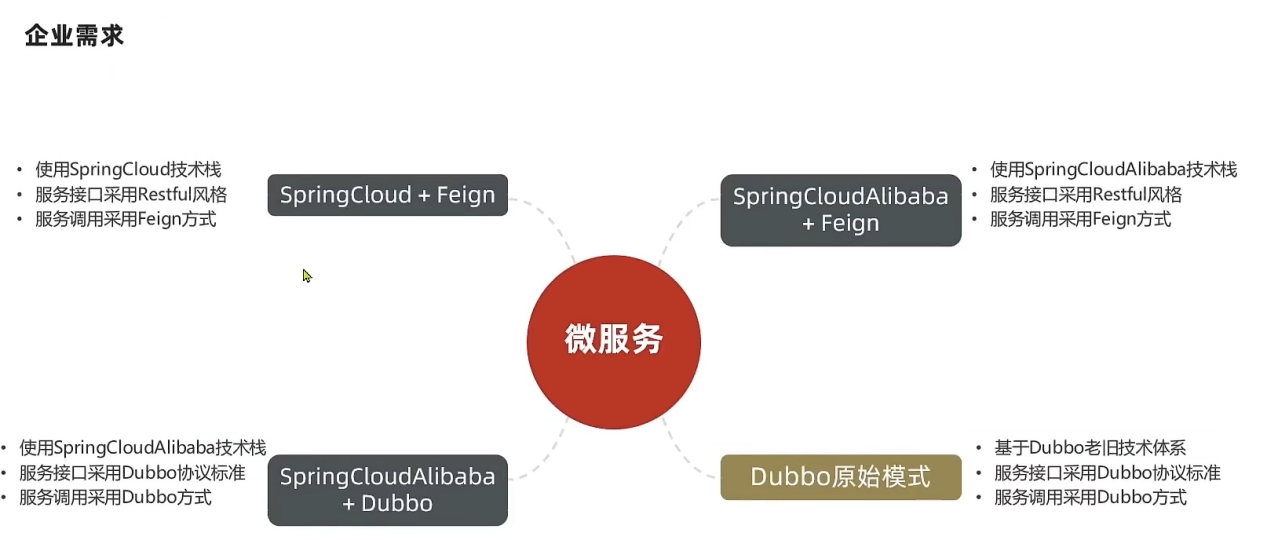 企业需求
• 使用SpringCloud技术栈
• 服务接口采用Restful风格
• 服务调用采用Feign方式
SpringCloud + Feign
SpringCloudAlibaba
+ Feign
• 使用SpringCloudAlibaba技术栈
• 服务接口采用Restful风格
• 服务调用采用Feign方式
微服务
• 使用SpringCloudAlibaba技术栈
• 服务接口采用Dubbo协议标准
• 服务调用采用Dubbo方式
SpringCloudAlibaba
+ Dubbo
Dubbo原始模式
• 基于Dubbo老旧技术体系
• 服务接口采用Dubbo协议标准
• 服务调用采用Dubbo方式